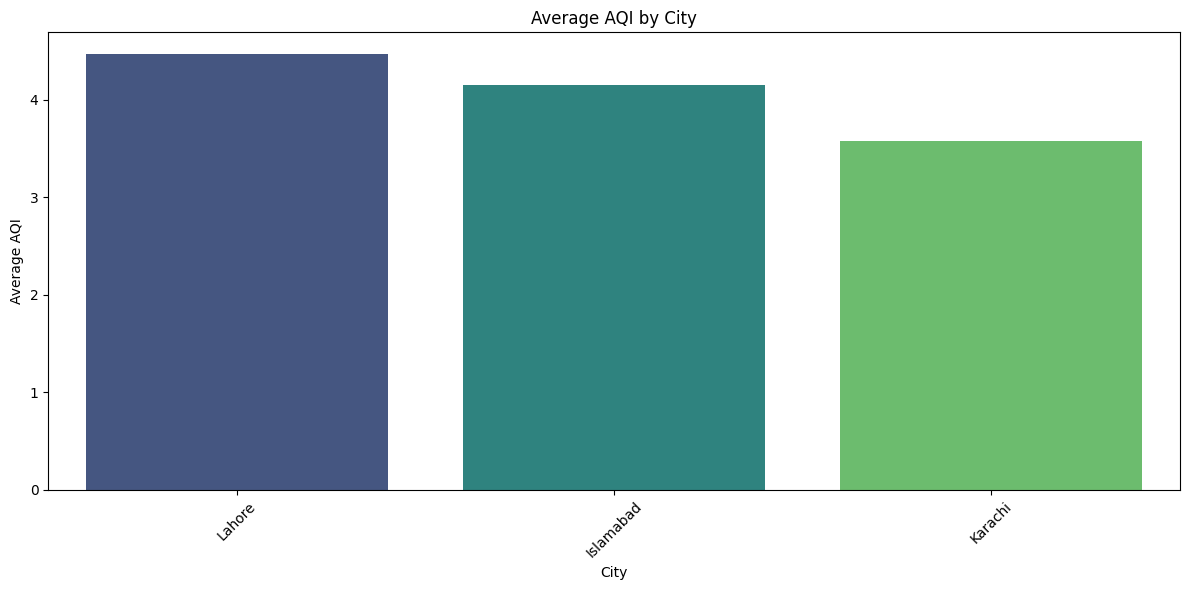 Average AQI by City
Average AQI
4
3
2
1
0
Lahore
Islamabad
Karachi
City